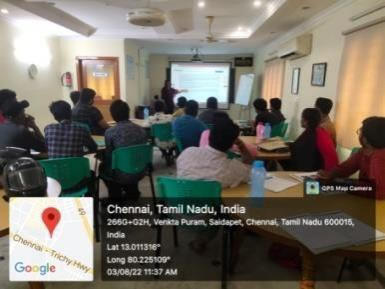 GPS Map Camera
Chennai, Tamil Nadu, India
266G+G2H, Venkta Puram, Saidapet, Chennai, Tamil Nadu 600015,
India
Lat 13.011316°
Long 80.225109°
03/08/22 11:37 AM
Chennai - Trichy Hwy
Google